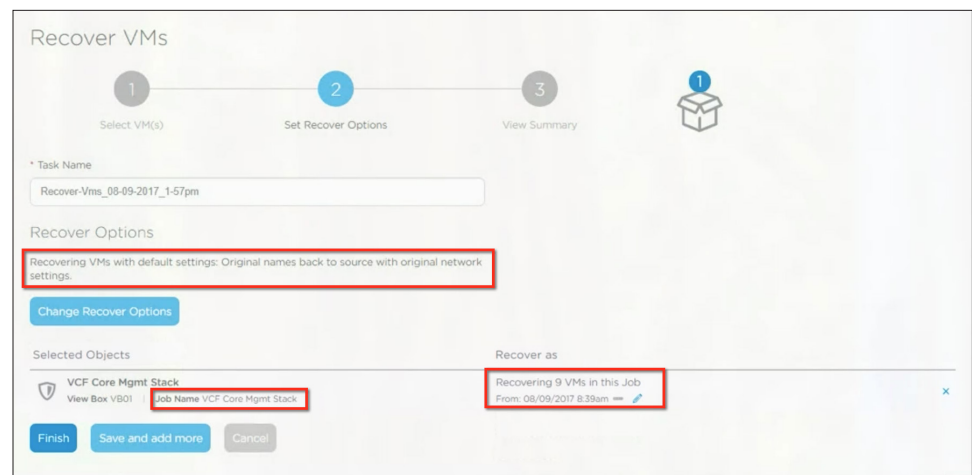 Recover VMs
1
2
3
1
Select VM(s)
Set Recover Options
View Summary
* Task Name
Recover-Vms_08-09-2017_1-57pm
Recover Options
Recovering VMs with default settings: Original names back to source with original network
settings.
Change Recover Options
Selected Objects
Recover as
VCF Core Mgmt Stack
Recovering 9 VMs in this Job
View Box VB01 | Job Name VCF Core Mgmt Stack
From: 08/09/2017 8:39am
Finish
Save and add more
Cancel